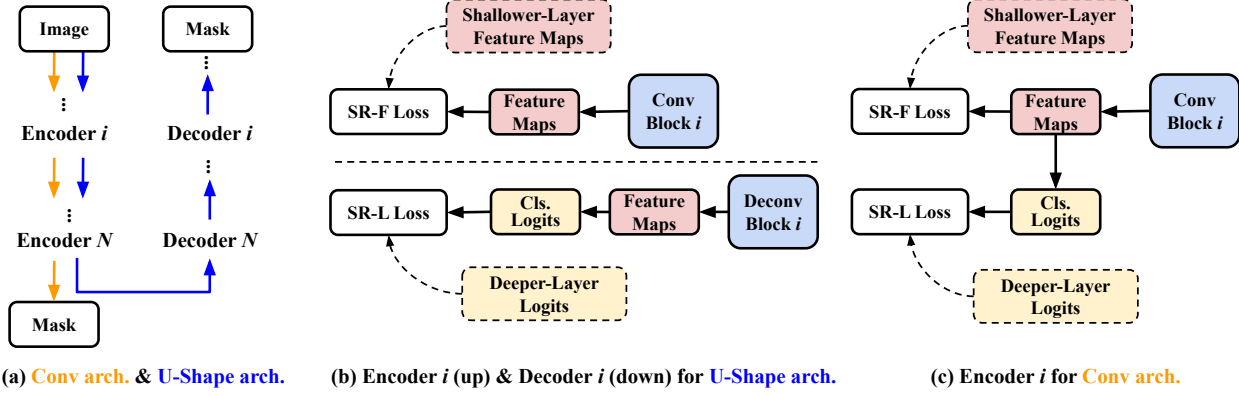 Image
Mask
Encoder i
Decoder i
Encoder N
Decoder N
Mask
(a) Conv arch. & U-Shape arch.
Shallower-Layer
Feature Maps
SR-F Loss
Feature
Maps
Conv
Block i
SR-L Loss
Cls.
Logits
Feature
Maps
Deconv
Block i
Deeper-Layer
Logits
(b) Encoder i (up) & Decoder i (down) for U-Shape arch.
Shallower-Layer
Feature Maps
SR-F Loss
Feature
Maps
Conv
Block i
SR-L Loss
Cls.
Logits
Deeper-Layer
Logits
(c) Encoder i for Conv arch.